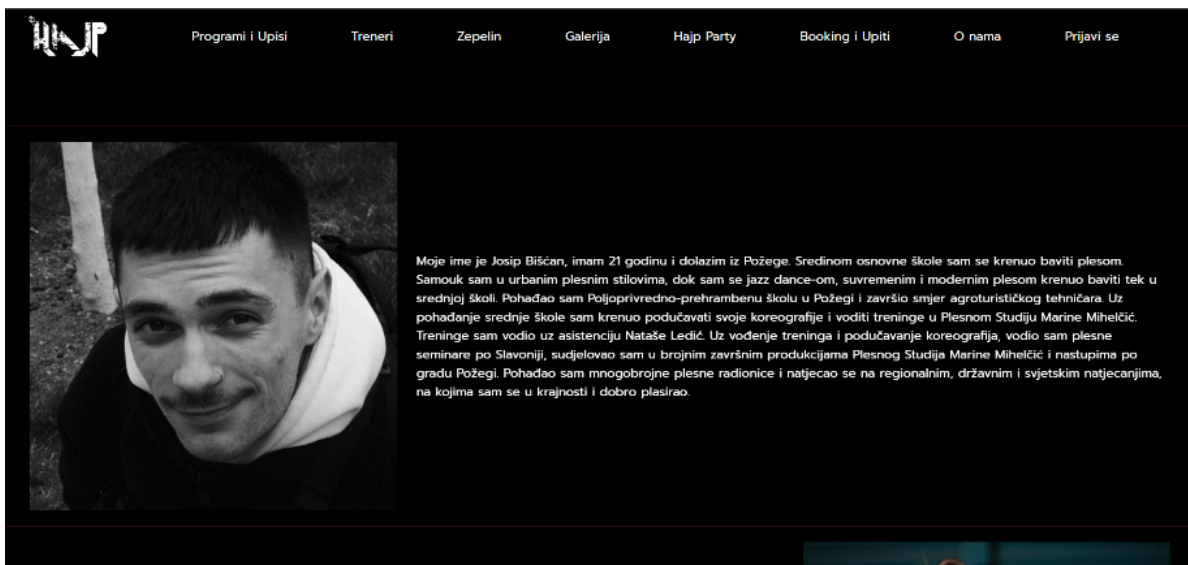 HAJP
Programi i Upisi Treneri Zepelin Galerija Hajp Party Booking i Upiti O nama Prijavi se
Moje ime je Josip Bišćan, imam 21 godinu i dolazim iz Požege. Sredinom osnovne škole sam se krenuo baviti plesom.
Samouk sam u urbanim plesnim stilovima, dok sam se jazz dance-om, suvremenim i modernim plesom krenuo baviti tek u
srednjoj školi. Pohađao sam Poljoprivredno-prehrambenu školu u Požegi i završio smjer agroturističkog tehničara. Uz
pohađanje srednje škole sam krenuo podučavati svoje koreografije i voditi treninge u Plesnom Studiju Marine Mihelčić.
Treninge sam vodio uz asistenciju Nataše Ledić. Uz vođenje treninga i podučavanje koreografija, vodio sam plesne
seminare po Slavoniji, sudjelovao sam u brojnim završnim produkcijama Plesnog Studija Marine Mihelčić i nastupima po
gradu Požegi. Pohađao sam mnogobrojne plesne radionice i natjecao se na regionalnim, državnim i svjetskim natjecanjima,
na kojima sam se u krajnosti i dobro plasirao.